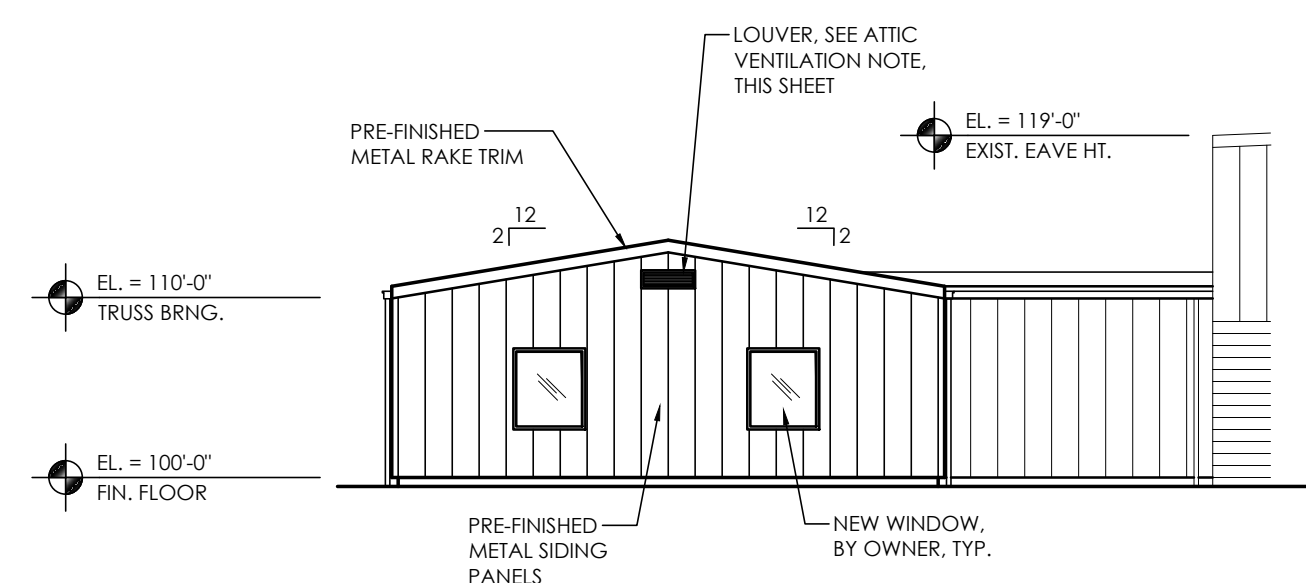 LOUVER, SEE ATTIC
VENTILATION NOTE,
THIS SHEET
EL. = 119'-0"
EXIST. EAVE HT.
PRE-FINISHED
METAL RAKE TRIM
12
2
12
2
EL. = 110'-0"
TRUSS BRNG.
EL. = 100'-0"
FIN. FLOOR
PRE-FINISHED
METAL SIDING
PANELS
NEW WINDOW,
BY OWNER, TYP.